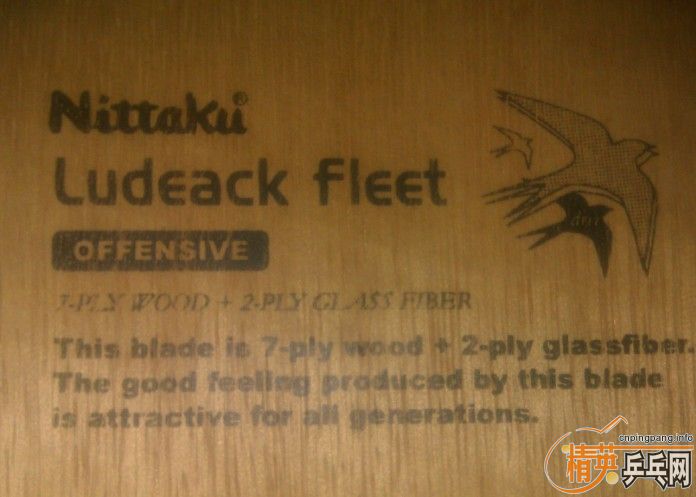 Nittaku®
Ludeack fleet
OFFENSIVE
7-PLY WOOD + 2-PLY GLASS FIBER
This blade is 7-ply wood + 2-ply glassfiber.
The good feeling produced by this blade
is attractive for all generations.
cnpingpang.info
精英乒乓网